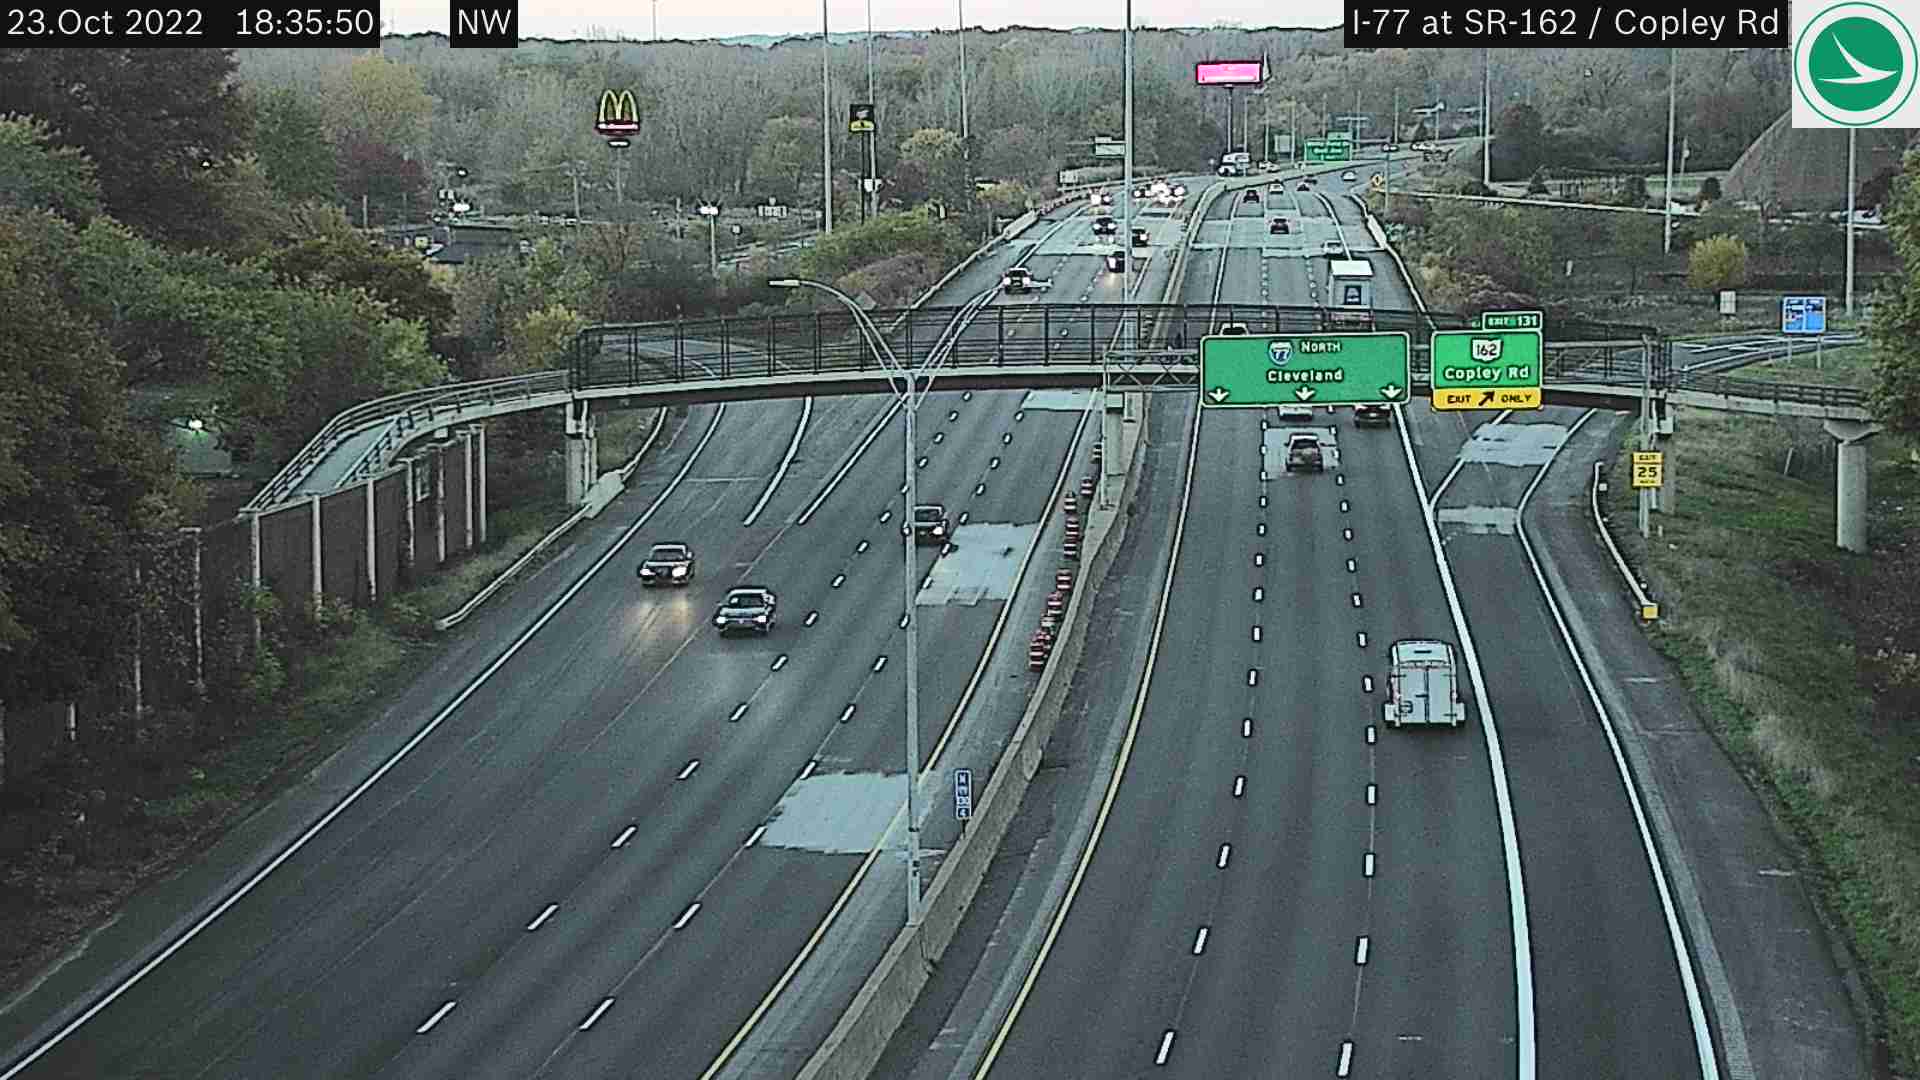 23.Oct 2022 18:35:50
NW
I-77 at SR-162 / Copley Rd
EXIT 131
77 NORTH
Cleveland
162
Copley Rd
EXIT ONLY
EXIT
25